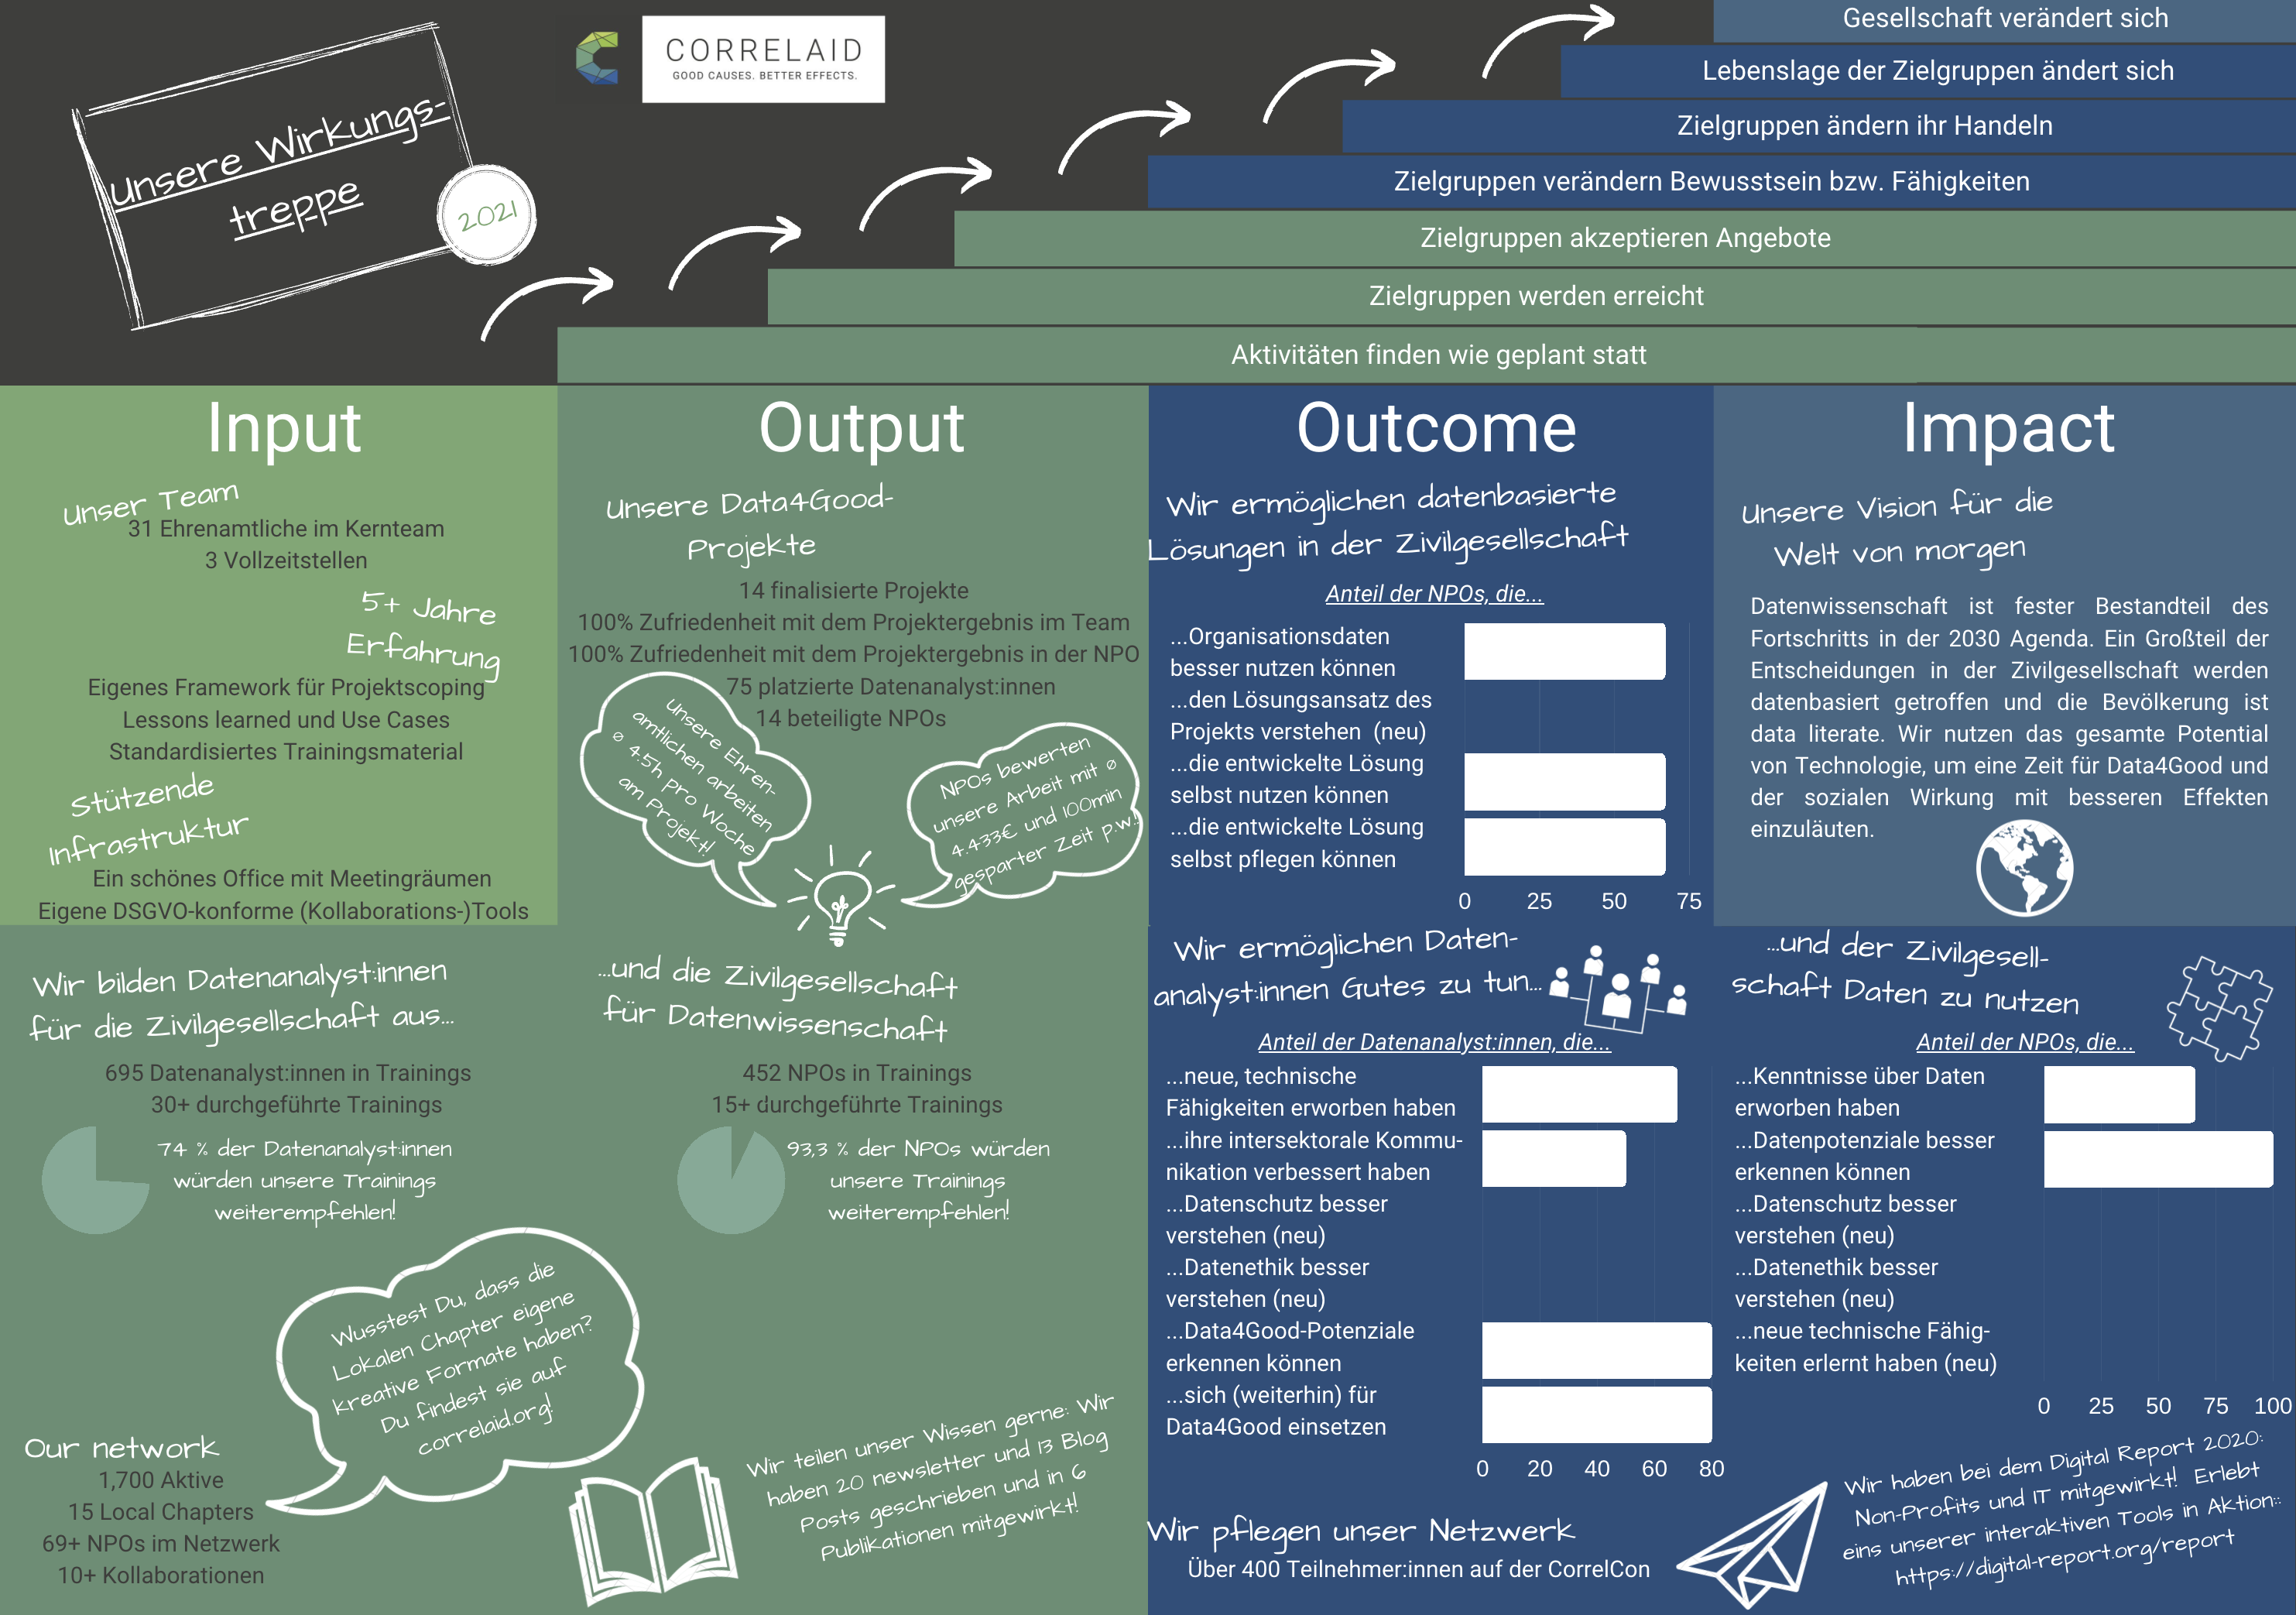 unsere Wirkungs-
treppe
2021
CORRELAID
GOOD CAUSES. BETTER EFFECTS.
Gesellschaft verändert sich
Lebenslage der Zielgruppen ändert sich
Zielgruppen ändern ihr Handeln
Zielgruppen verändern Bewusstsein bzw. Fähigkeiten
Zielgruppen akzeptieren Angebote
Zielgruppen werden erreicht
Aktivitäten finden wie geplant statt
Input
Unser Team
31 Ehrenamtliche im Kernteam
3 Vollzeitstellen
5+ Jahre
Erfahrung
Eigenes Framework für Projektscoping
Lessons learned und Use Cases
Standardisiertes Trainingsmaterial
Stützende
Infrastruktur
Ein schönes Office mit Meetingräumen
Eigene DSGVO-konforme (Kollaborations-)Tools
Output
Unsere Data4Good-
Projekte
14 finalisierte Projekte
100% Zufriedenheit mit dem Projektergebnis im Team
100% Zufriedenheit mit dem Projektergebnis in der NPO
75 platzierte Datenanalyst:innen
14 beteiligte NPOs
Unsere Ehren-
amtlichen arbeiten
ø 4.5h pro Woche
am Projekt!
NPOs bewerten
unsere Arbeit mit ø
4.433€ und 100min
gesparter Zeit p.w.!
Outcome
Wir ermöglichen datenbasierte
Lösungen in der Zivilgesellschaft
Anteil der NPOs, die...
...Organisationsdaten
besser nutzen können
...den Lösungsansatz des
Projekts verstehen (neu)
...die entwickelte Lösung
selbst nutzen können
...die entwickelte Lösung
selbst pflegen können
0 25 50 75
Impact
Unsere Vision für die
Welt von morgen
Datenwissenschaft ist fester Bestandteil des
Fortschritts in der 2030 Agenda. Ein Großteil der
Entscheidungen in der Zivilgesellschaft werden
datenbasiert getroffen und die Bevölkerung ist
data literate. Wir nutzen das gesamte Potential
von Technologie, um eine Zeit für Data4Good und
der sozialen Wirkung mit besseren Effekten
einzuläuten.
Wir bilden Datenanalyst:innen
für die Zivilgesellschaft aus...
695 Datenanalyst:innen in Trainings
30+ durchgeführte Trainings
74 % der Datenanalyst:innen
würden unsere Trainings
weiterempfehlen!
...und die Zivilgesellschaft
für Datenwissenschaft
452 NPOs in Trainings
15+ durchgeführte Trainings
93,3 % der NPOs würden
unsere Trainings
weiterempfehlen!
Wusstest Du, dass die
Lokalen Chapter eigene
kreative Formate haben?
Du findest sie auf
correlaid.org!
Our network
1,700 Aktive
15 Local Chapters
69+ NPOs im Netzwerk
10+ Kollaborationen
Wir teilen unser Wissen gerne: Wir
haben 20 newsletter und 13 Blog
Posts geschrieben und in 6
Publikationen mitgewirkt!
Wir ermöglichen Daten-
analyst:innen Gutes zu tun...
Anteil der Datenanalyst:innen, die...
...neue, technische
Fähigkeiten erworben haben
...ihre intersektorale Kommu-
nikation verbessert haben
...Datenschutz besser
verstehen (neu)
...Datenethik besser
verstehen (neu)
...Data4Good-Potenziale
erkennen können
...sich (weiterhin) für
Data4Good einsetzen
0 20 40 60 80
Wir pflegen unser Netzwerk
Über 400 Teilnehmer:innen auf der CorrelCon
...und der Zivilgesell-
schaft Daten zu nutzen
Anteil der NPOs, die...
...Kenntnisse über Daten
erworben haben
...Datenpotenziale besser
erkennen können
...Datenschutz besser
verstehen (neu)
...Datenethik besser
verstehen (neu)
...neue technische Fähig-
keiten erlernt haben (neu)
0 25 50 75 100
Wir haben bei dem Digital Report 2020:
Non-Profits und IT mitgewirkt! Erlebt
eins unserer interaktiven Tools in Aktion::
https://digital-report.org/report